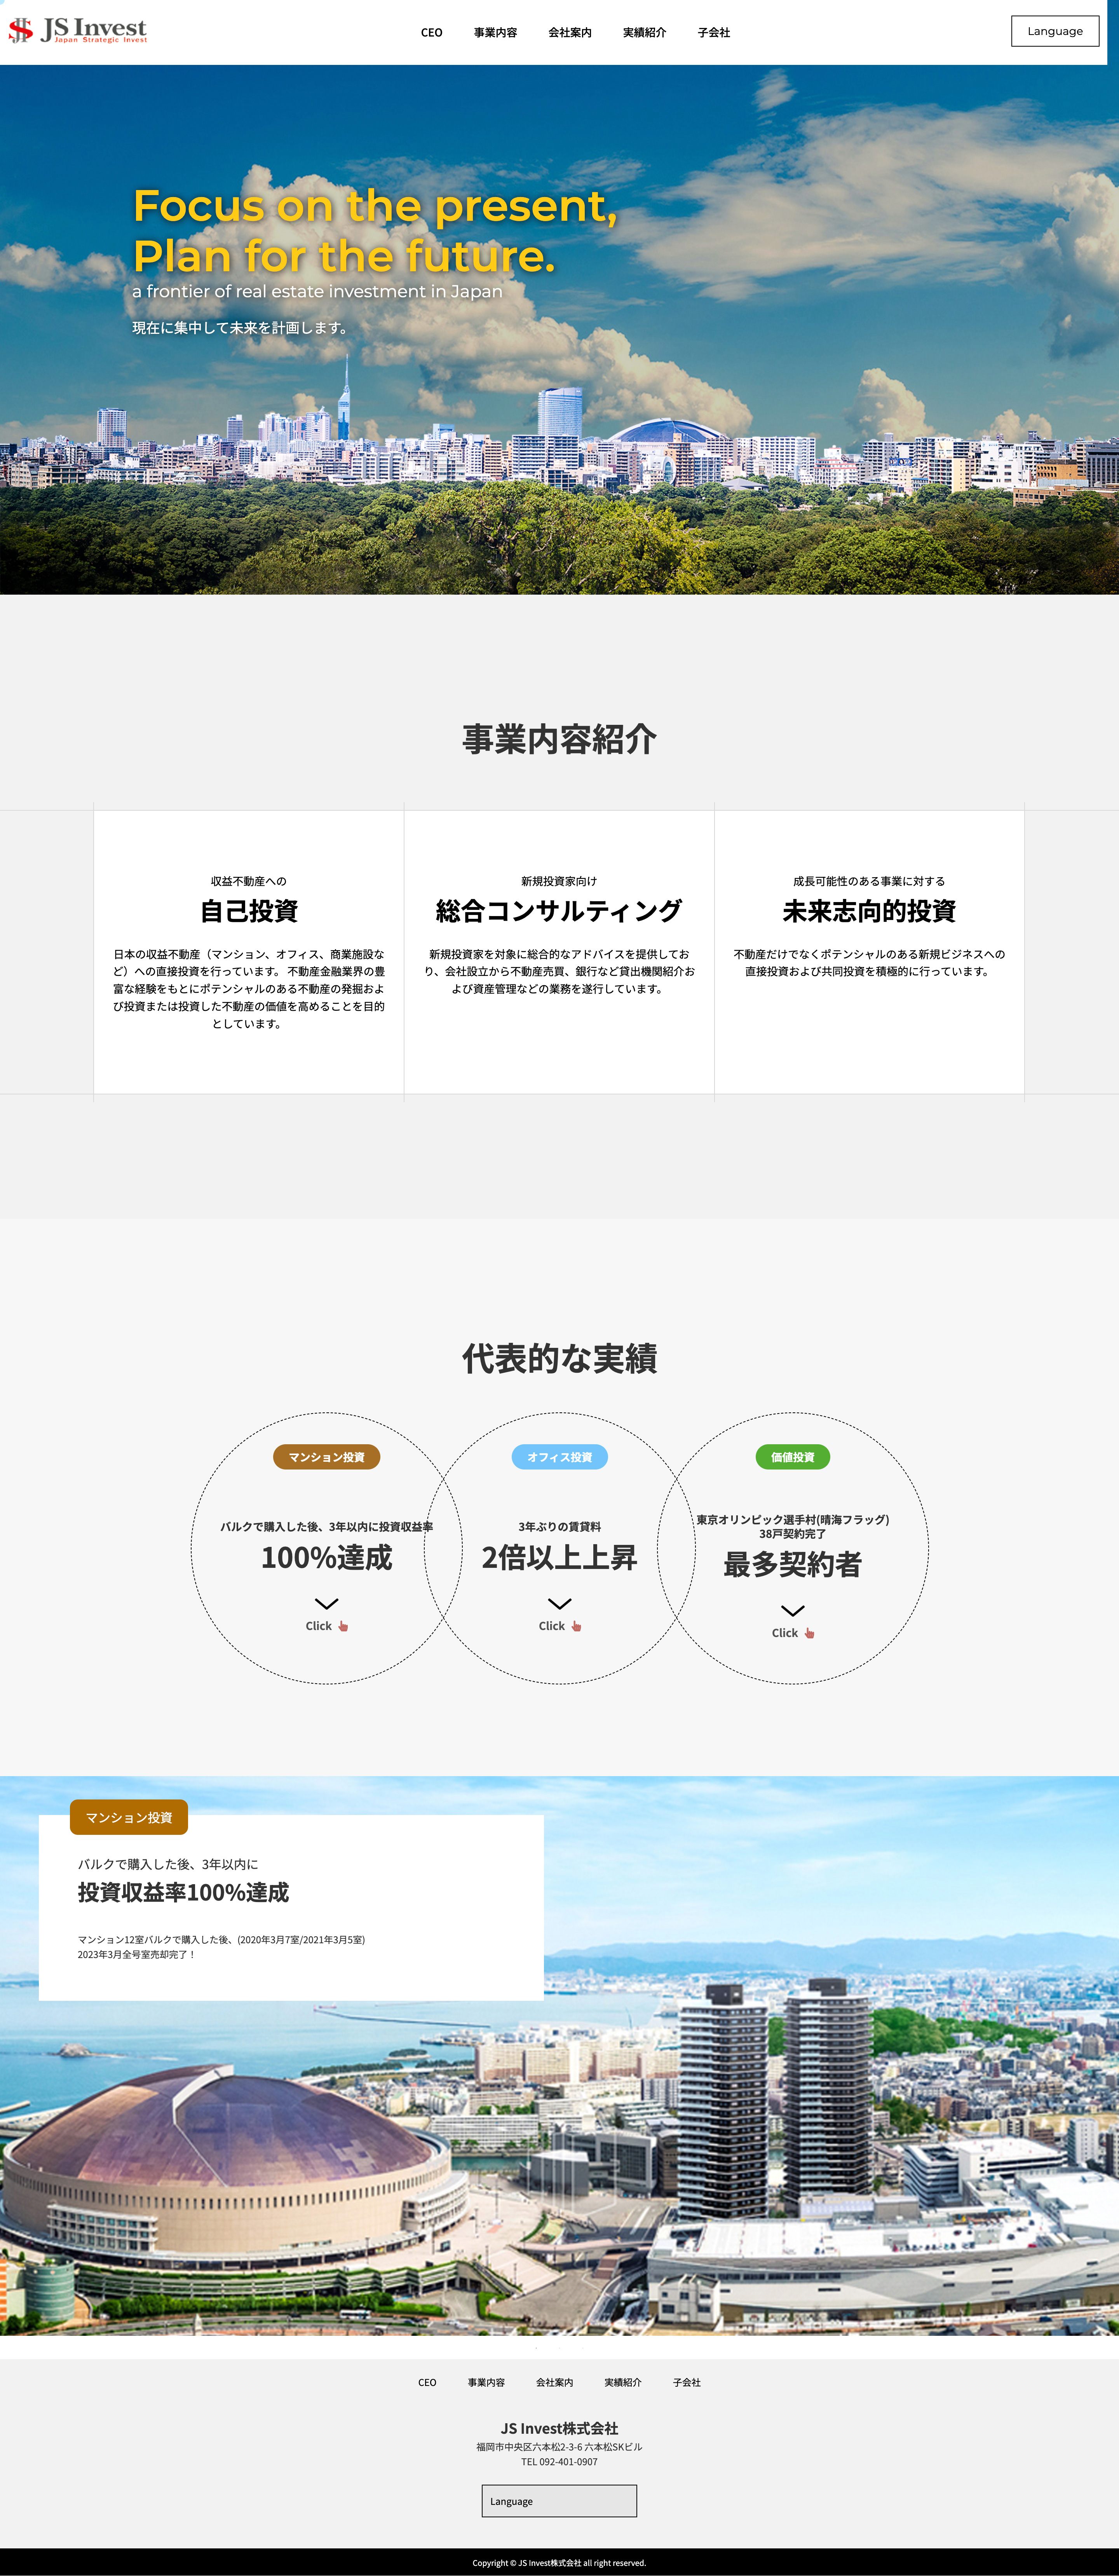 JS Invest
Japan Strategic Invest
CEO
事業内容
会社案内
実績紹介
子会社
Language
Focus on the present,
Plan for the future.
a frontier of real estate investment in Japan
現在に集中して未来を計画します。
事業内容紹介
収益不動産への
自己投資
日本の収益不動産（マンション、オフィス、商業施設な
ど）への直接投資を行っています。 不動産金融業界の豊
富な経験をもとにポテンシャルのある不動産の発掘およ
び投資または投資した不動産の価値を高めることを目的
としています。
新規投資家向け
総合コンサルティング
新規投資家を対象に総合的なアドバイスを提供してお
り、会社設立から不動産売買、銀行など貸出機関紹介お
よび資産管理などの業務を遂行しています。
成長可能性のある事業に対する
未来志向的投資
不動産だけでなくポテンシャルのある新規ビジネスへの
直接投資および共同投資を積極的に行っています。
代表的な実績
マンション投資
バルクで購入した後、3年以内に投資収益率
100%達成
Click
オフィス投資
3年ぶりの賃貸料
2倍以上上昇
Click
価値投資
東京オリンピック選手村(晴海フラッグ)
38戸契約完了
最多契約者
Click
マンション投資
バルクで購入した後、3年以内に
投資収益率100%達成
マンション12室バルクで購入した後、(2020年3月7室/2021年3月5室)
2023年3月全号室売却完了！
CEO
事業内容
会社案内
実績紹介
子会社
JS Invest株式会社
福岡市中央区六本松2-3-6 六本松SKビル
TEL 092-401-0907
Language
Copyright © JS Invest株式会社 all right reserved.